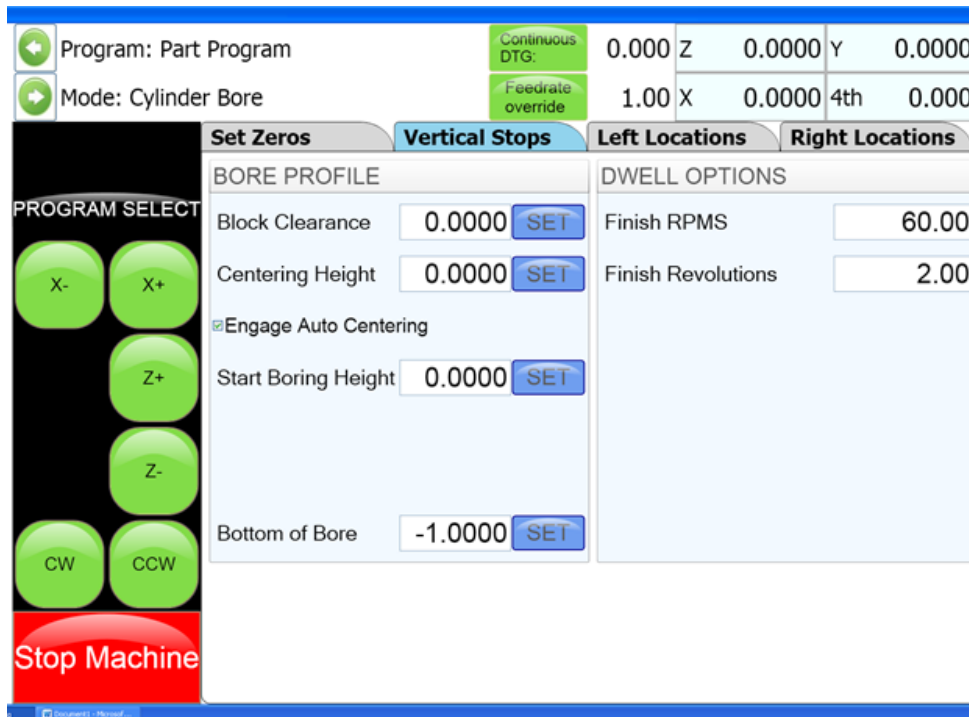 Program: Part Program
Continuous DTG:
0.000 Z 0.0000 Y 0.0000
Mode: Cylinder Bore
Feedrate override
1.00 X 0.0000 4th 0.000
Set Zeros Vertical Stops Left Locations Right Locations
BORE PROFILE DWELL OPTIONS
PROGRAM SELECT
Block Clearance 0.0000 SET Finish RPMS 60.00
X- X+
Centering Height 0.0000 SET Finish Revolutions 2.00
Engage Auto Centering
Z+
Start Boring Height 0.0000 SET
Z-
Bottom of Bore -1.0000 SET
CW CCW
Stop Machine
Document1 - Microsof...